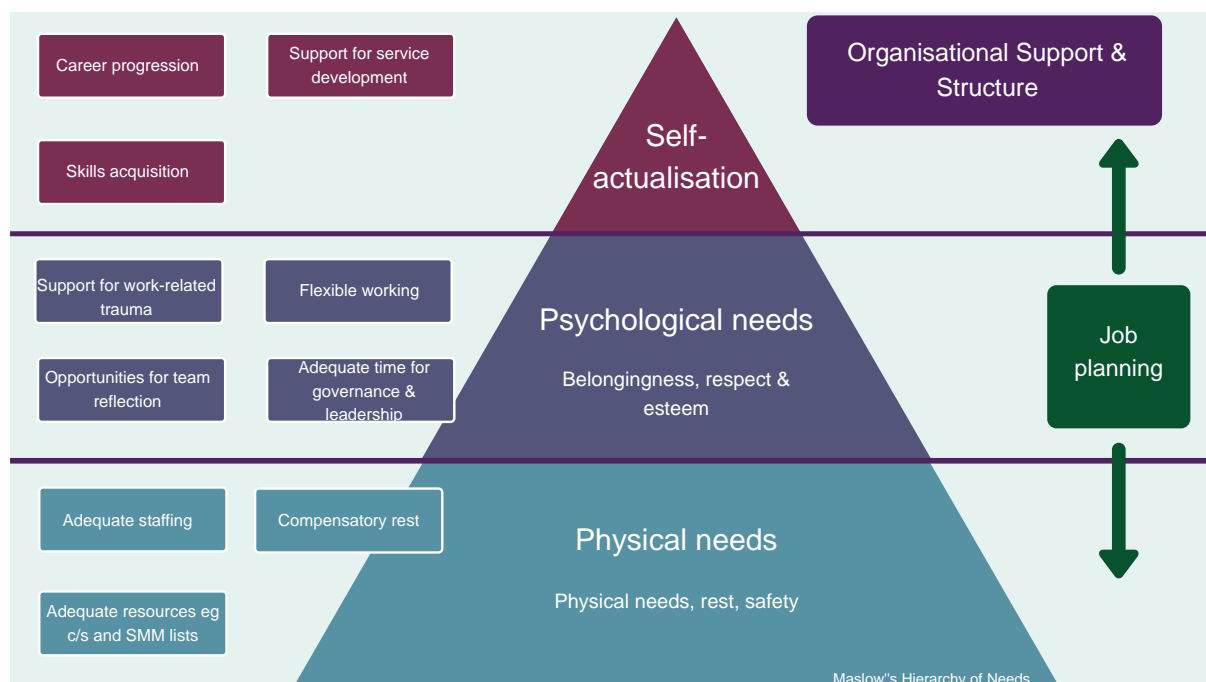 Career progression
Support for service
development
Skills acquisition
Self-
actualisation
Organisational Support &
Structure
Support for work-related
trauma
Flexible working
Opportunities for team
reflection
Adequate time for
governance &
leadership
Psychological needs
Belongingness, respect &
esteem
Job
planning
Adequate staffing
Compensatory rest
Adequate resources eg
c/s and SMM lists
Physical needs
Physical needs, rest, safety
Maslow"s Hierarchy of Needs